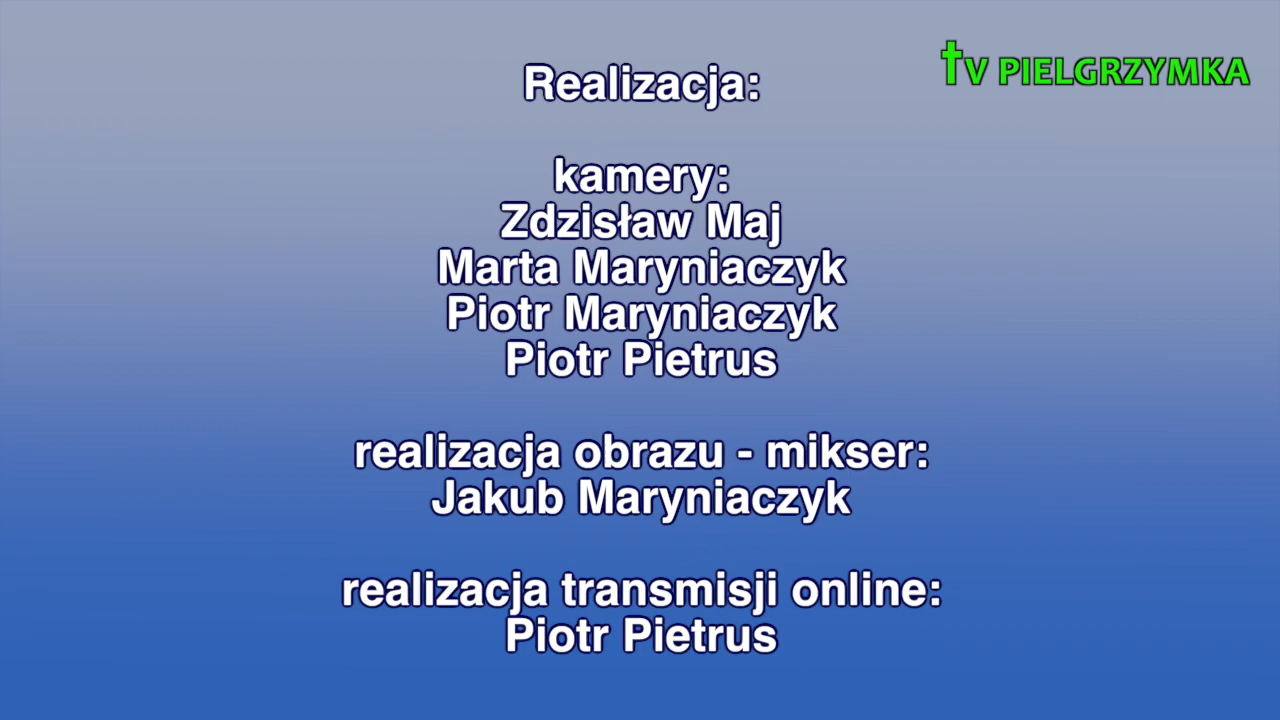 tv PIELGRZYMKA
Realizacja:
kamery:
Zdzisław Maj
Marta Maryniaczyk
Piotr Maryniaczyk
Piotr Pietrus
realizacja obrazu - mikser:
Jakub Maryniaczyk
realizacja transmisji online:
Piotr Pietrus